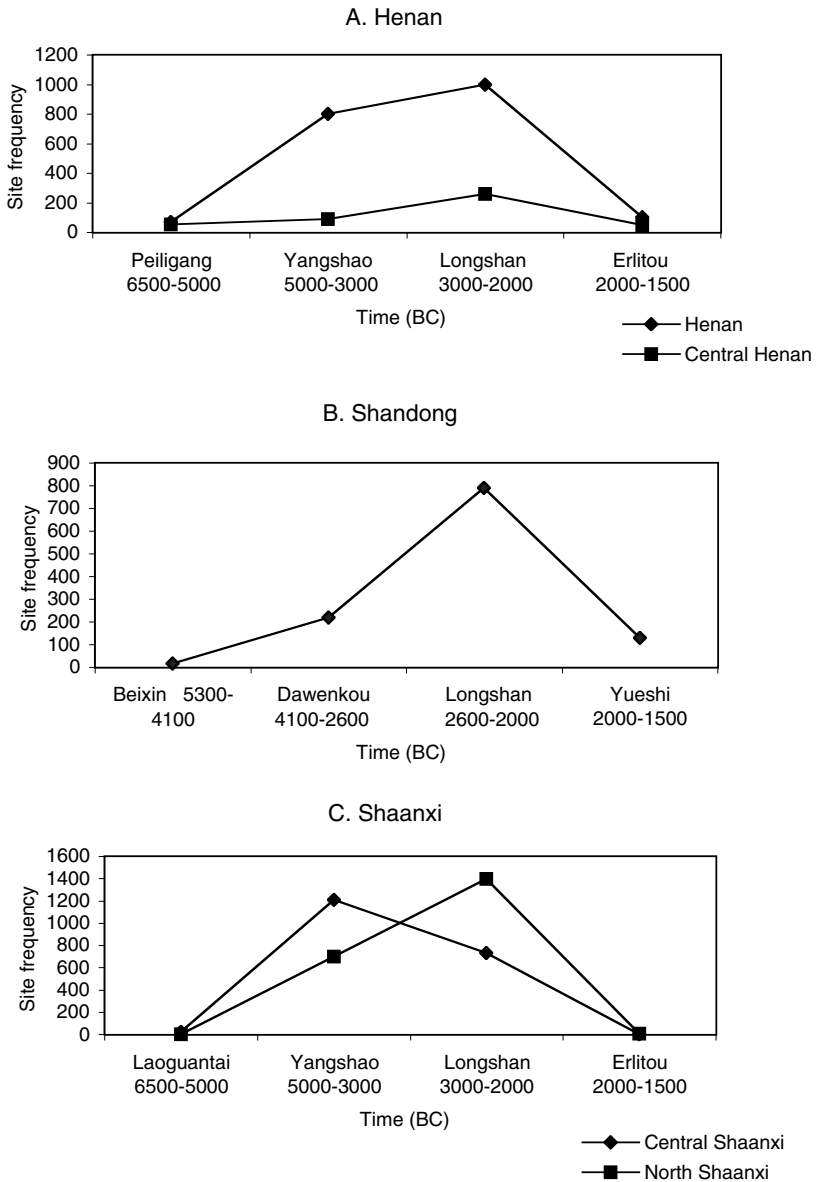 A. Henan
1200
1000
800
600
400
200
0
Site frequency
Peiligang Yangshao Longshan Erlitou
6500-5000 5000-3000 3000-2000 2000-1500
Time (BC)
Henan
Central Henan
B. Shandong
900
800
700
600
500
400
300
200
100
0
Site frequency
Beixin 5300- Dawenkou Longshan Yueshi
4100 4100-2600 2600-2000 2000-1500
Time (BC)
C. Shaanxi
1600
1400
1200
1000
800
600
400
200
0
Site frequency
Laoguantai Yangshao Longshan Erlitou
6500-5000 5000-3000 3000-2000 2000-1500
Time (BC)
Central Shaanxi
North Shaanxi